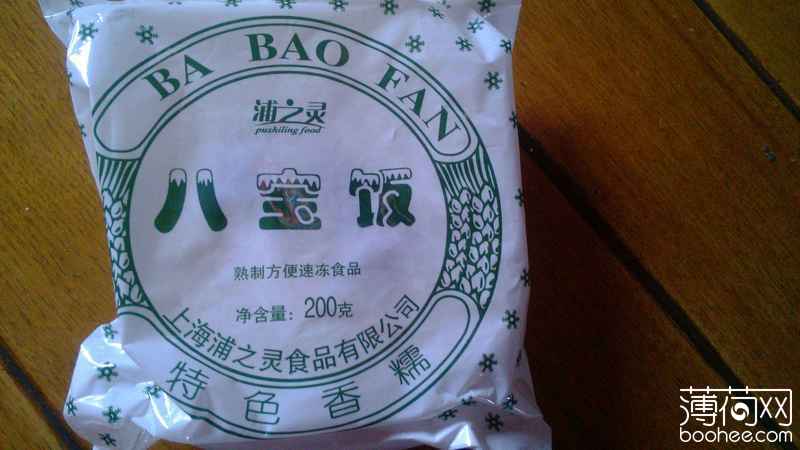 BA BAO FAN
浦之灵
puzhiling food
八宝饭
熟制方便速冻食品
净含量：200克
上海浦之灵食品有限公司
特色香糯
薄荷网
boohee.com